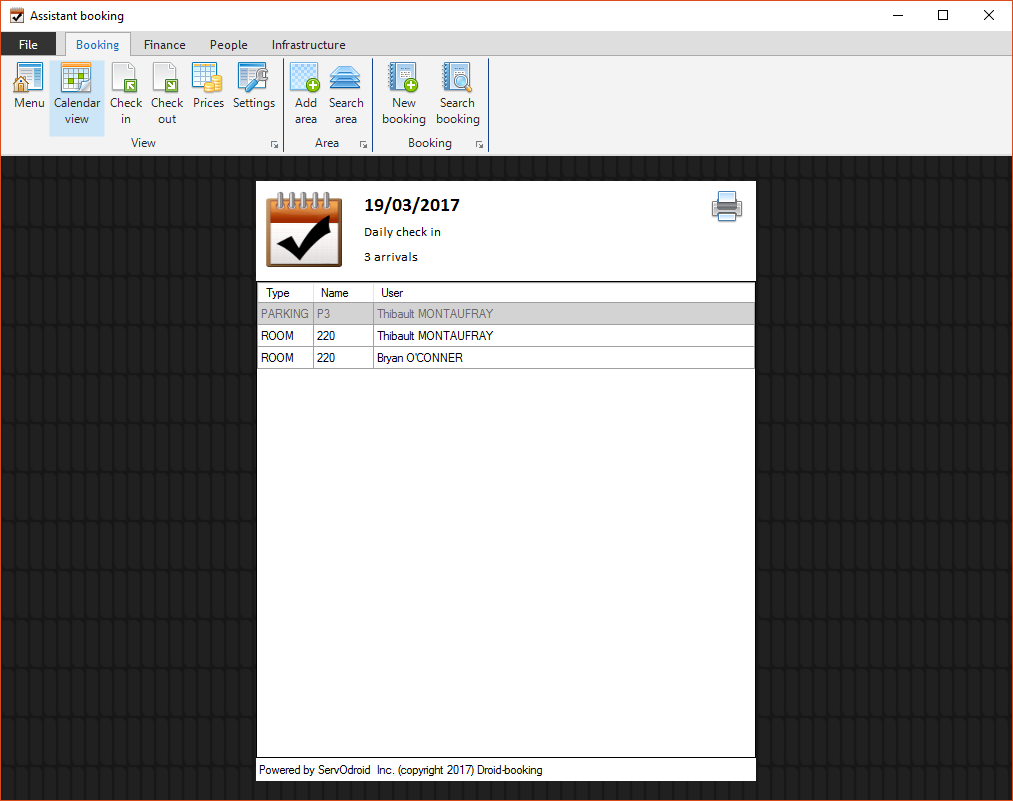 Assistant booking
File Booking Finance People Infrastructure
Menu Calendar view Check in Check out Prices Settings Add area Search area New booking Search booking
View Area Booking
19/03/2017
Daily check in
3 arrivals
Type Name User
PARKING P3 Thibault MONTAUFRAY
ROOM 220 Thibault MONTAUFRAY
ROOM 220 Bryan O'CONNER
Powered by ServOdroid Inc. (copyright 2017) Droid-booking